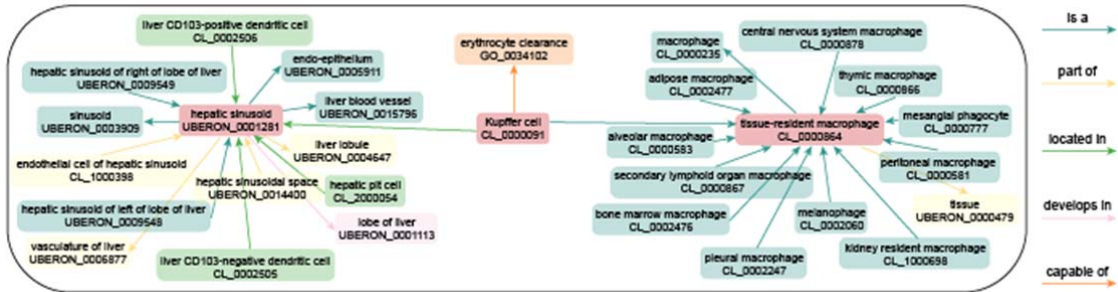 liver CD103-positive dendritic cell
CL_0002506
endo-epithelium
UBERON_0005911
hepatic sinusoid of right of lobe of liver
UBERON_0009549
liver blood vessel
UBERON_0015796
sinusoid
UBERON_0003909
hepatic sinusoid
UBERON_0001281
liver lobule
UBERON_0004647
endothelial cell of hepatic sinusoid
CL_1000398
hepatic sinusoidal space
UBERON_0014400
hepatic pit cell
CL_2000054
hepatic sinusoid of left of lobe of liver
UBERON_0009548
lobe of liver
UBERON_0001113
vasculature of liver
UBERON_0006877
liver CD103-negative dendritic cell
CL_0002505
erythrocyte clearance
GO_0034102
Kupffer cell
CL_0000091
macrophage
CL_0000235
central nervous system macrophage
CL_0000878
adipose macrophage
CL_0002477
thymic macrophage
CL_0000866
tissue-resident macrophage
CL_0000864
mesangial phagocyte
CL_0000777
alveolar macrophage
CL_0000583
peritoneal macrophage
CL_0000581
secondary lymphoid organ macrophage
CL_0000867
tissue
UBERON_0000479
bone marrow macrophage
CL_0002476
melanophage
CL_0002060
pleural macrophage
CL_0002247
kidney resident macrophage
CL_1000698
is a
part of
located in
develops in
capable of